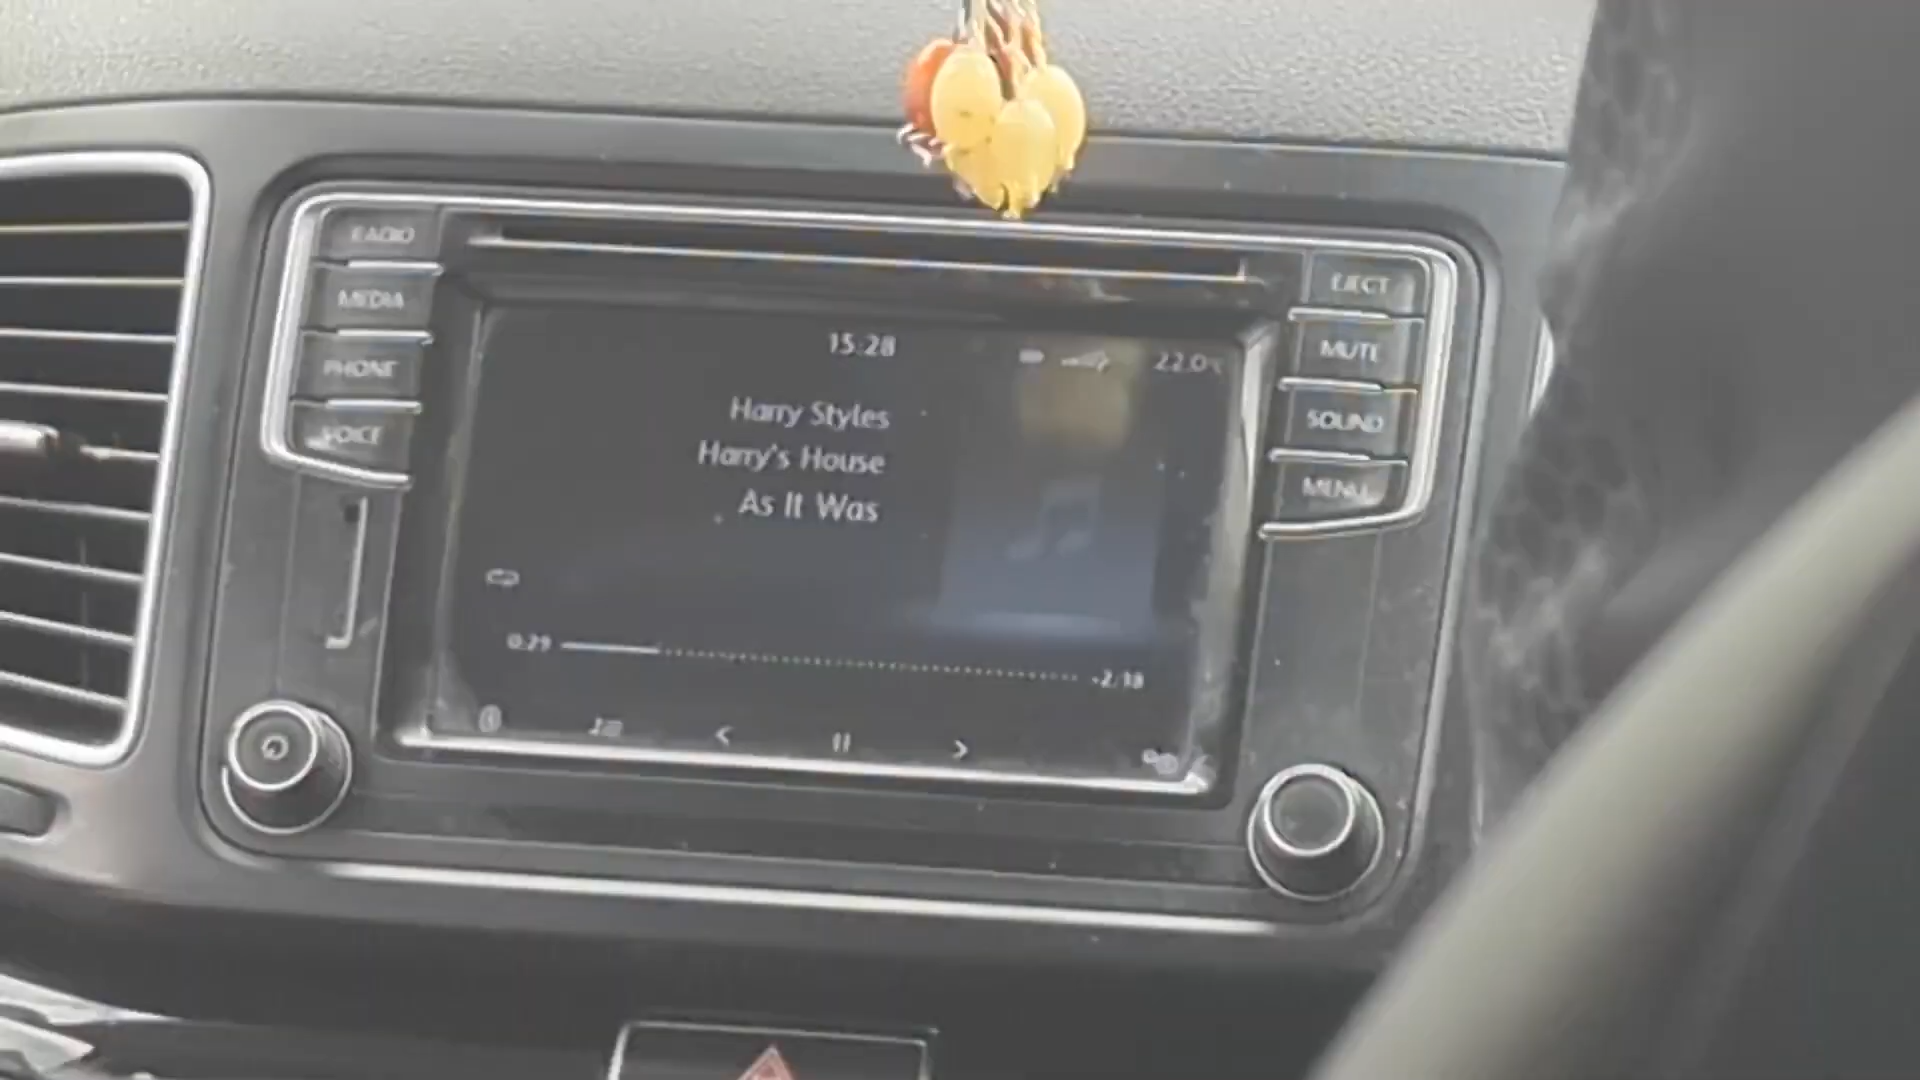 RADIO
MEDIA
PHONE
VOICE
EJECT
MUTE
SOUND
MENU
15:28
22.0°C
Harry Styles
Harry's House
As It Was
0:29
-2:18